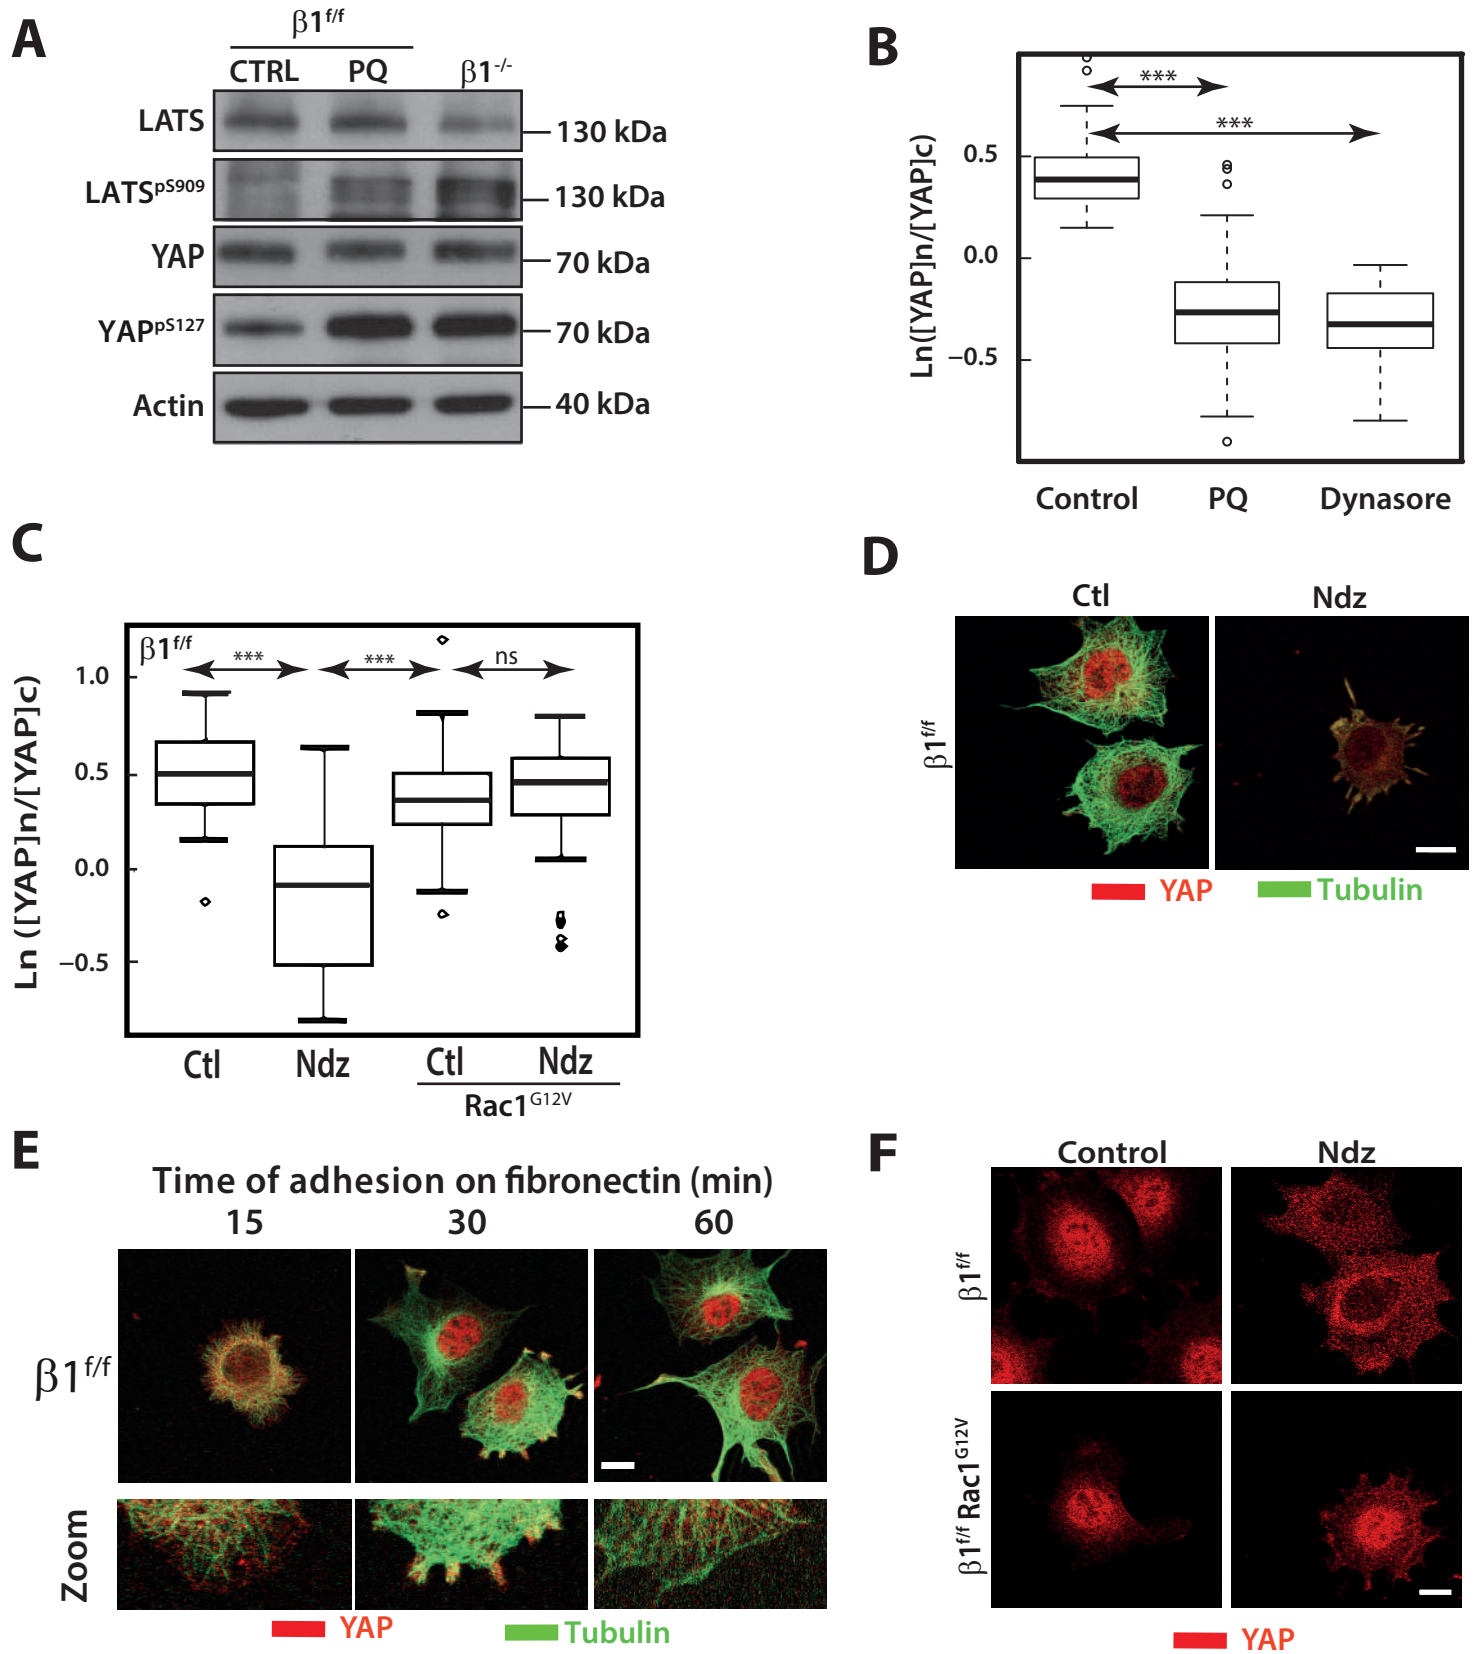 A
β1f/f
CTRL PQ β1-/-
LATS 130 kDa
LATSpS909 130 kDa
YAP 70 kDa
YAPpS127 70 kDa
Actin 40 kDa
B
Ln([YAP]n/[YAP]c)
0.5
0.0
−0.5
***
***
Control PQ Dynasore
C
Ln ([YAP]n/[YAP]c)
β1f/f
*** *** ns
1.0
0.5
0.0
−0.5
Ctl Ndz Ctl Ndz
Rac1G12V
D
Ctl Ndz
β1f/f
YAP Tubulin
E
Time of adhesion on fibronectin (min)
15 30 60
β1f/f
Zoom
YAP Tubulin
F
Control Ndz
β1f/f
β1f/f Rac1G12V
YAP